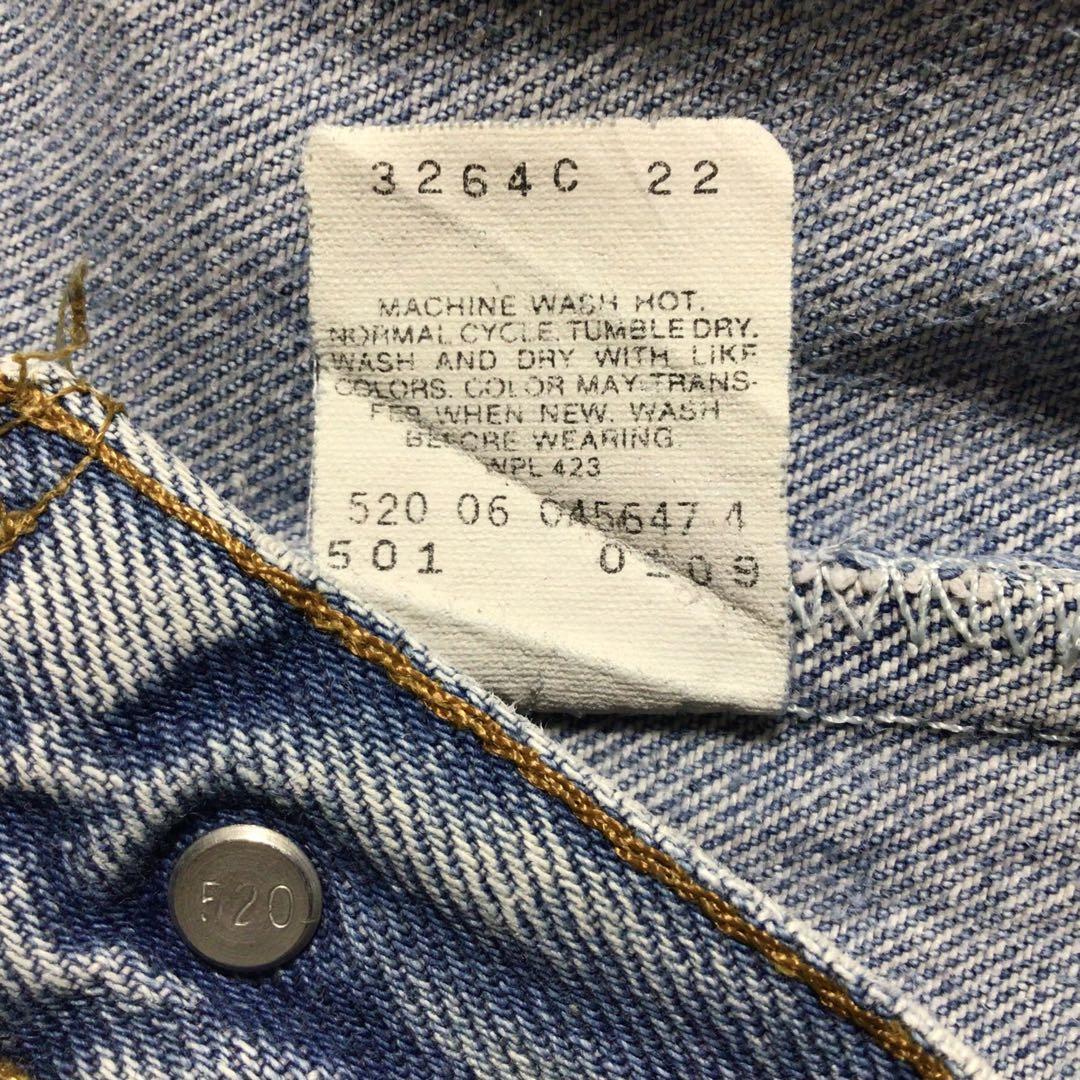 3264C 22
MACHINE WASH HOT.
NORMAL CYCLE. TUMBLE DRY.
WASH AND DRY WITH LIKE
COLORS. COLOR MAY TRANS-
FER WHEN NEW. WASH
BEFORE WEARING.
WPL 423
520 06 045647 4
501
520